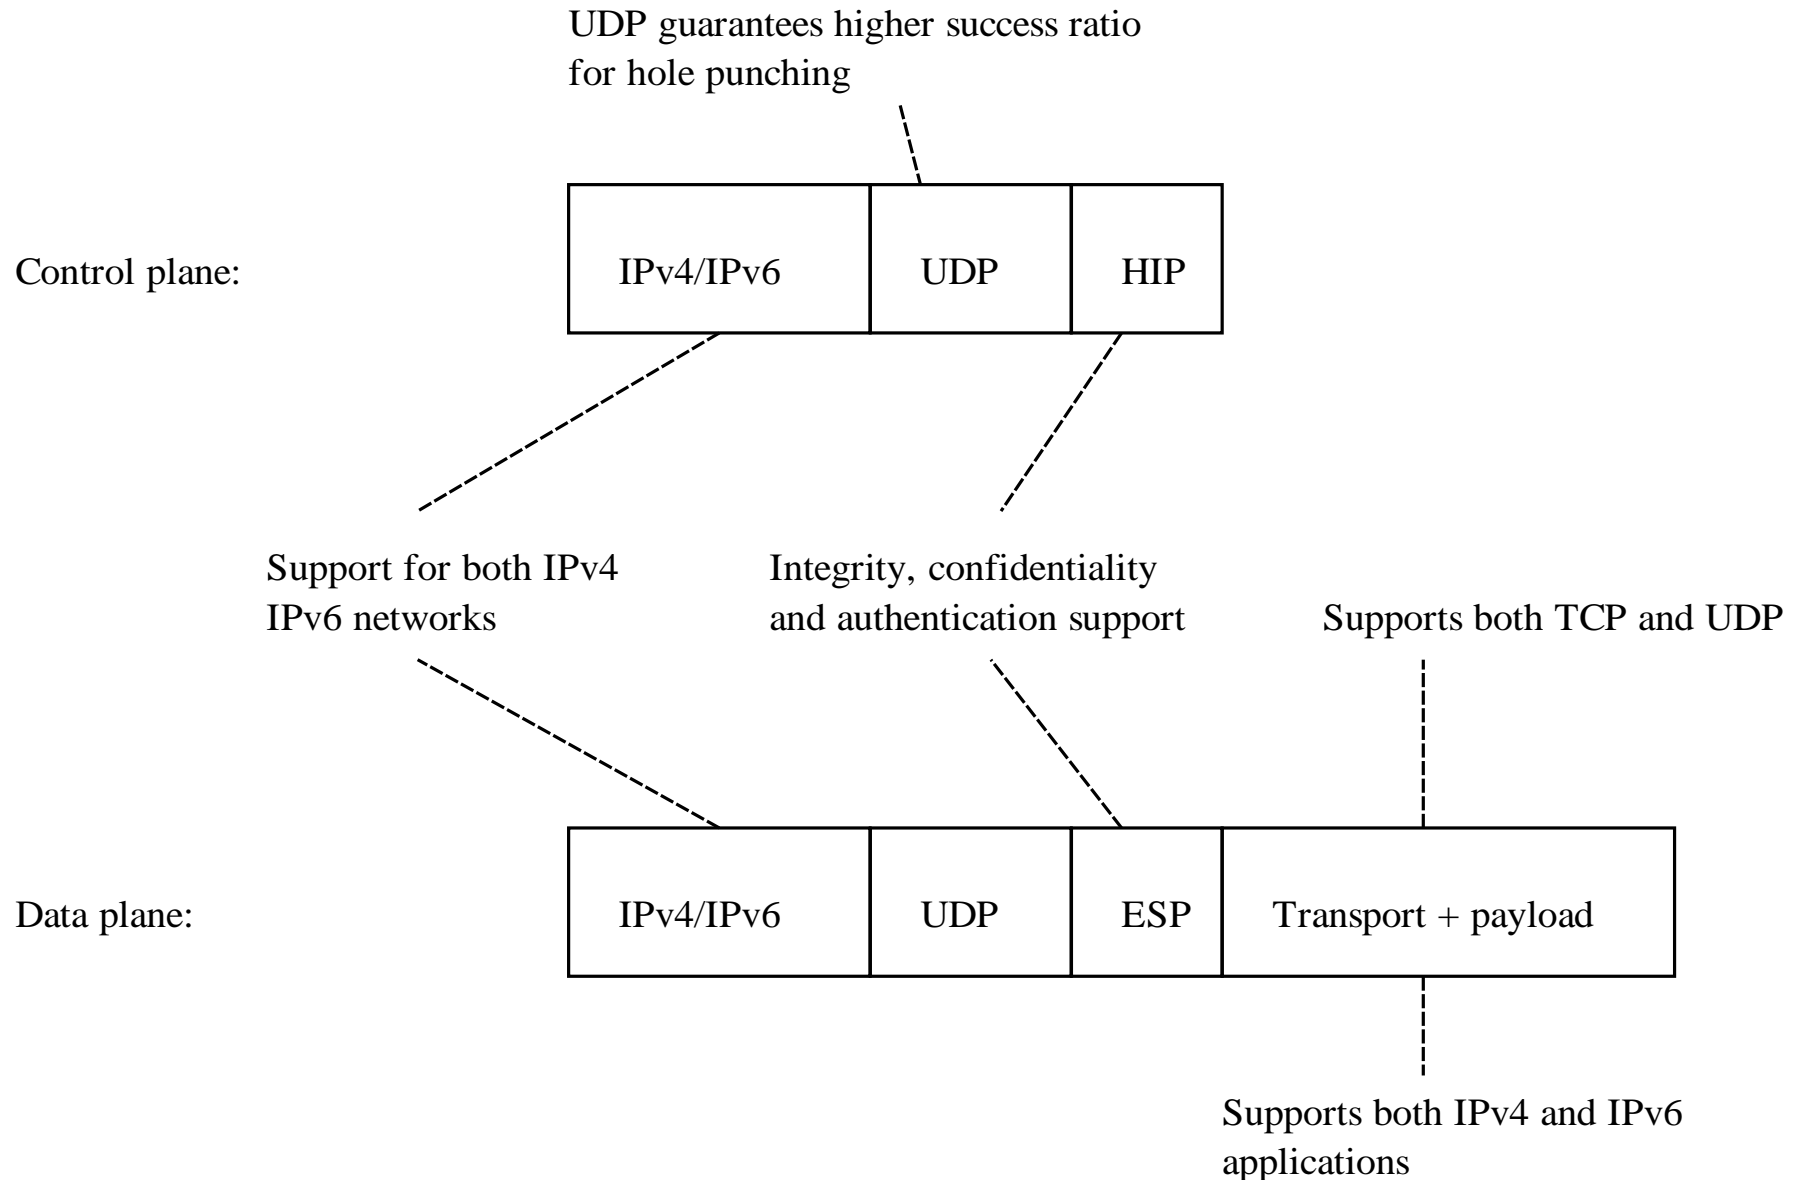 UDP guarantees higher success ratio
for hole punching
Control plane:
IPv4/IPv6
UDP
HIP
Support for both IPv4
IPv6 networks
Integrity, confidentiality
and authentication support
Supports both TCP and UDP
Data plane:
IPv4/IPv6
UDP
ESP
Transport + payload
Supports both IPv4 and IPv6
applications